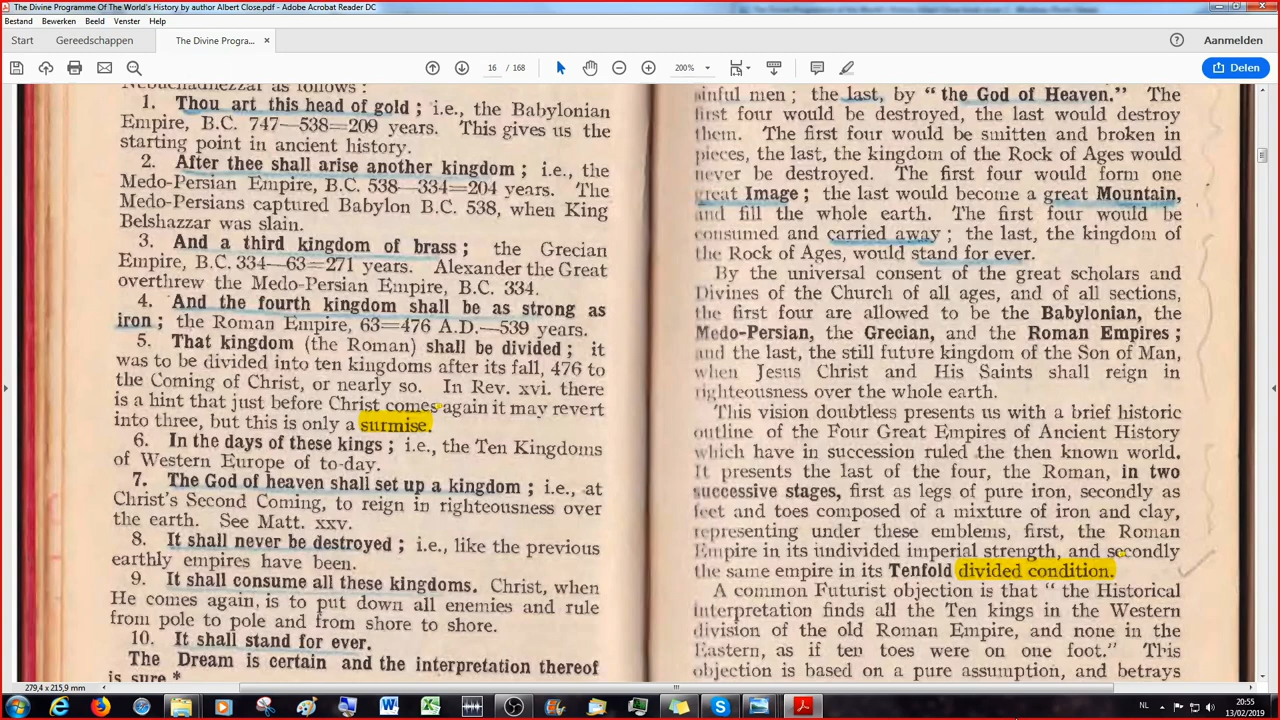 The Divine Programme Of The World's History by author Albert Close.pdf - Adobe Acrobat Reader DC
Bestand Bewerken Beeld Venster Help
Start Gereedschappen The Divine Progra... × Aanmelden
16 / 168 200% Delen
Nebuchadnezzar as follows :
1. Thou art this head of gold ; i.e., the Babylonian
Empire, B.C. 747—538=209 years. This gives us the
starting point in ancient history.
2. After thee shall arise another kingdom ; i.e., the
Medo-Persian Empire, B.C. 538—334=204 years. The
Medo-Persians captured Babylon B.C. 538, when King
Belshazzar was slain.
3. And a third kingdom of brass ; the Grecian
Empire, B.C. 334—63=271 years. Alexander the Great
overthrew the Medo-Persian Empire, B.C. 334.
4. And the fourth kingdom shall be as strong as
iron ; the Roman Empire, 63=476 A.D.—539 years.
5. That kingdom (the Roman) shall be divided ; it
was to be divided into ten kingdoms after its fall, 476 to
the Coming of Christ, or nearly so. In Rev. xvi. there
is a hint that just before Christ comes again it may revert
into three, but this is only a surmise.
6. In the days of these kings ; i.e., the Ten Kingdoms
of Western Europe of to-day.
7. The God of heaven shall set up a kingdom ; i.e., at
Christ's Second Coming, to reign in righteousness over
the earth. See Matt. xxv.
8. It shall never be destroyed ; i.e., like the previous
earthly empires have been.
9. It shall consume all these kingdoms. Christ, when
He comes again, is to put down all enemies and rule
from pole to pole and from shore to shore.
10. It shall stand for ever.
The Dream is certain and the interpretation thereof
is sure*
sinful men ; the last, by " the God of Heaven." The
first four would be destroyed, the last would destroy
them. The first four would be smitten and broken in
pieces, the last, the kingdom of the Rock of Ages would
never be destroyed. The first four would form one
great Image ; the last would become a great Mountain,
and fill the whole earth. The first four would be
consumed and carried away ; the last, the kingdom of
the Rock of Ages, would stand for ever.
By the universal consent of the great scholars and
Divines of the Church of all ages, and of all sections,
the first four are allowed to be the Babylonian, the
Medo-Persian, the Grecian, and the Roman Empires ;
and the last, the still future kingdom of the Son of Man,
when Jesus Christ and His Saints shall reign in
righteousness over the whole earth.
This vision doubtless presents us with a brief historic
outline of the Four Great Empires of Ancient History
which have in succession ruled the then known world.
It presents the last of the four, the Roman, in two
successive stages, first as legs of pure iron, secondly as
feet and toes composed of a mixture of iron and clay,
representing under these emblems, first, the Roman
Empire in its undivided imperial strength, and secondly
the same empire in its Tenfold divided condition.
A common Futurist objection is that " the Historical
Interpretation finds all the Ten kings in the Western
division of the old Roman Empire, and none in the
Eastern, as if ten toes were on one foot." This
objection is based on a pure assumption, and betrays
279,4 x 215,9 mm
NL 20:55
13/02/2019